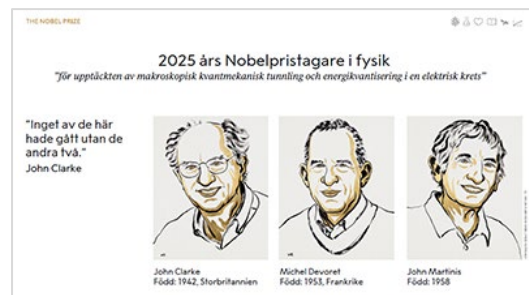 THE NOBEL PRIZE
2025 års Nobelpristagare i fysik
"för upptäckten av makroskopisk kvantmekanisk tunnling och energikvantisering i en elektrisk krets"
"Inget av de här
hade gått utan de
andra två."
John Clarke
John Clarke
Född: 1942, Storbritannien
Michel Devoret
Född: 1953, Frankrike
John Martinis
Född: 1958